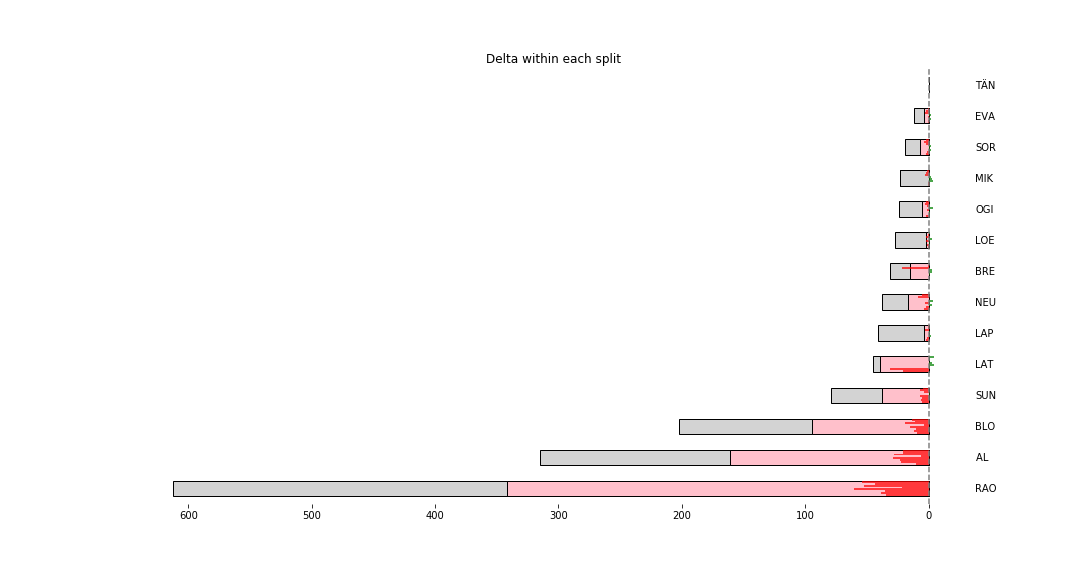 Delta within each split
TÄN
EVA
SOR
MIK
OGI
LOE
BRE
NEU
LAP
LAT
SUN
BLO
AL
RAO
600 500 400 300 200 100 0